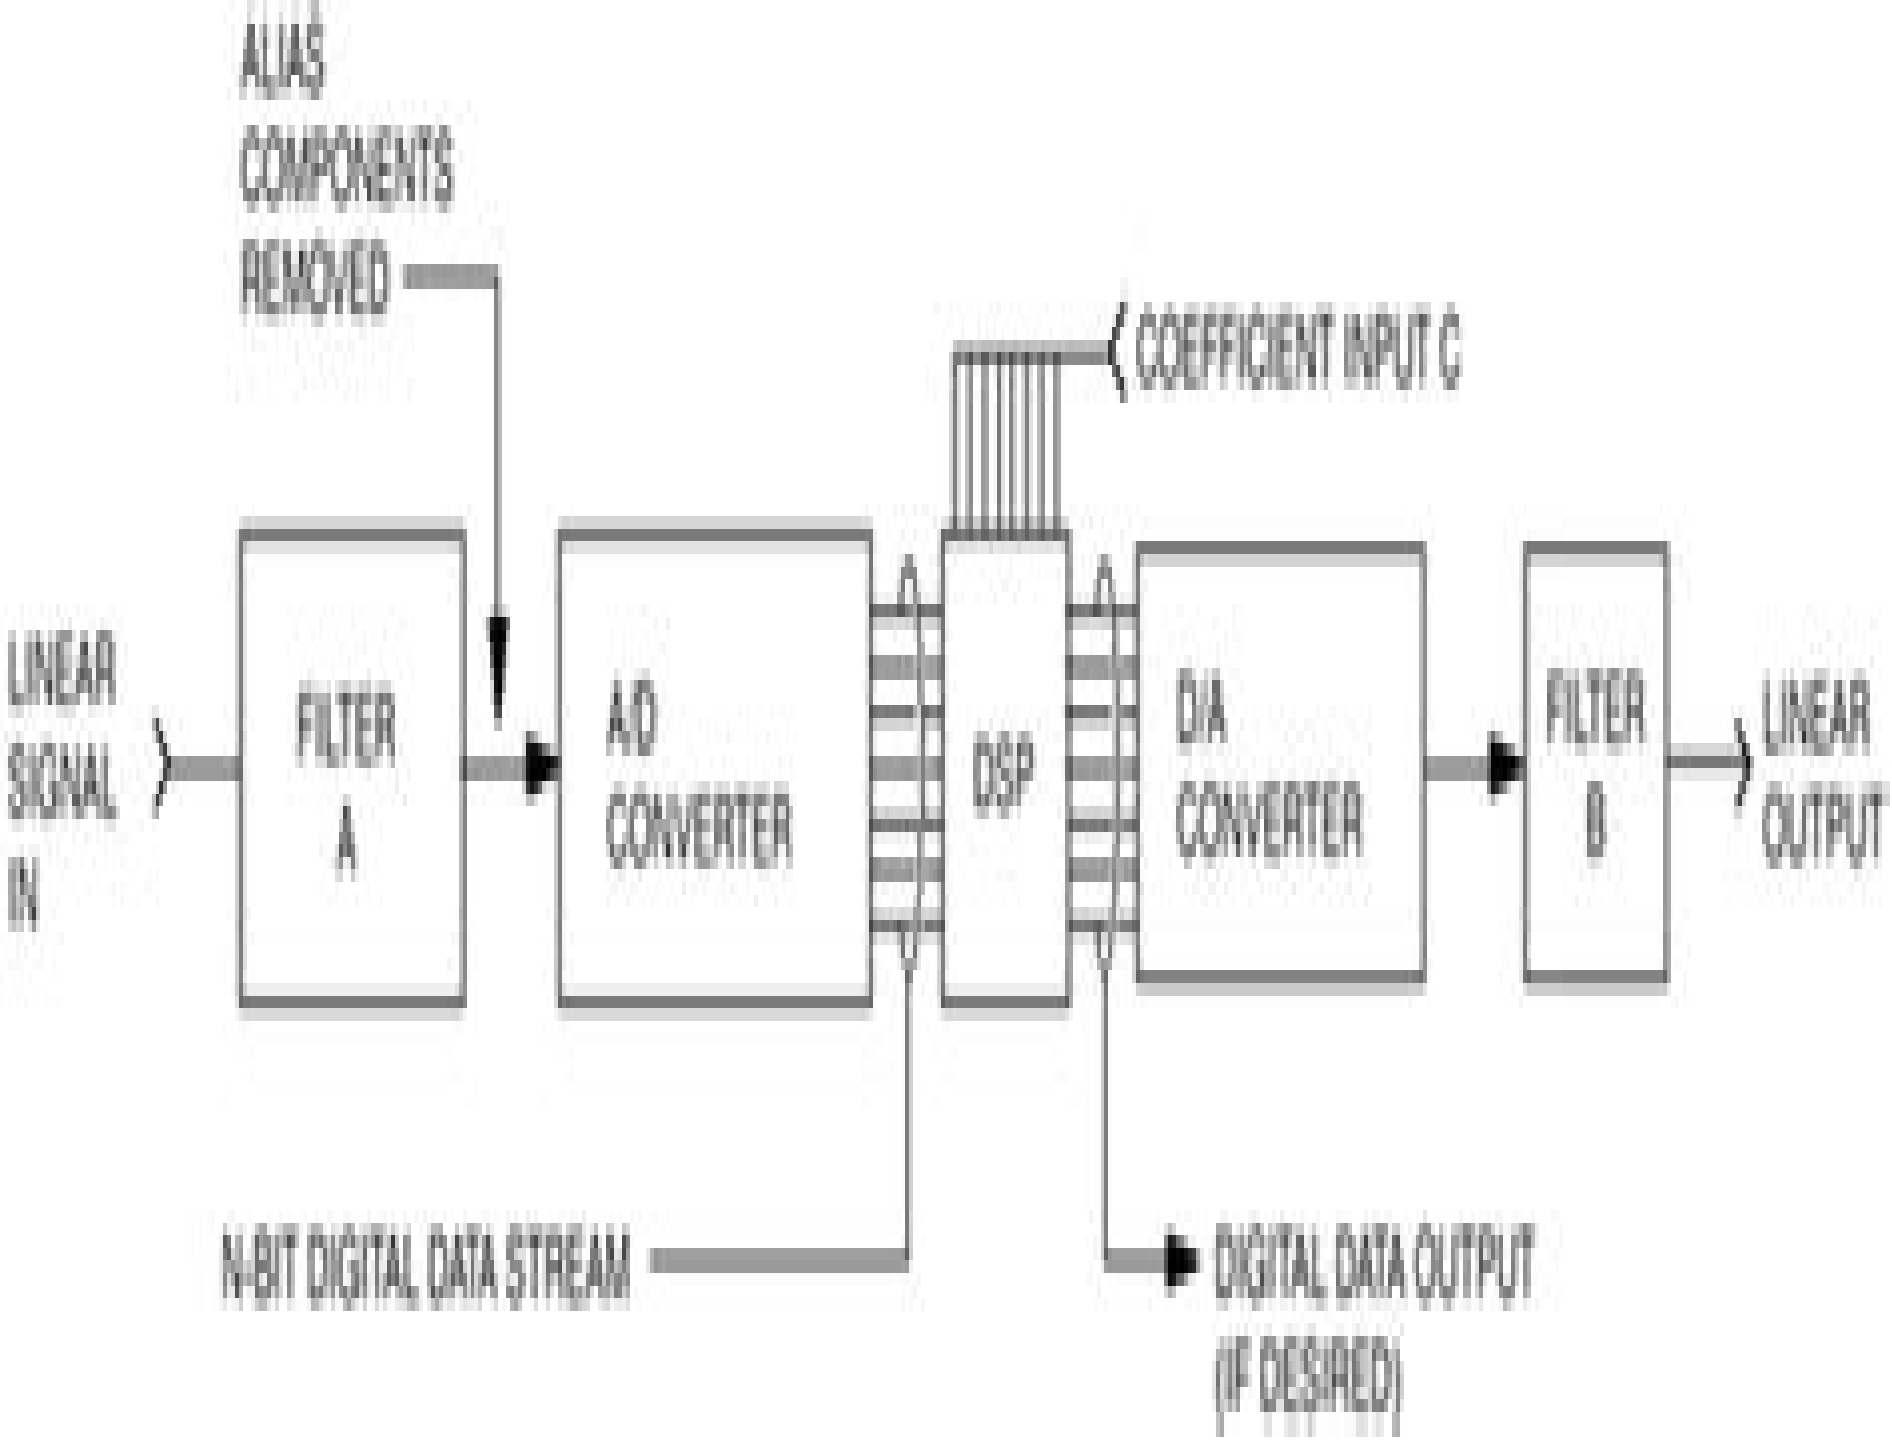 ALIAS
COMPONENTS
REMOVED
COEFFICIENT INPUT C
LINEAR
SIGNAL
IN
FILTER
A
A/D
CONVERTER
DSP
D/A
CONVERTER
FILTER
B
LINEAR
OUTPUT
N-BIT DIGITAL DATA STREAM
DIGITAL DATA OUTPUT
(IF DESIRED)